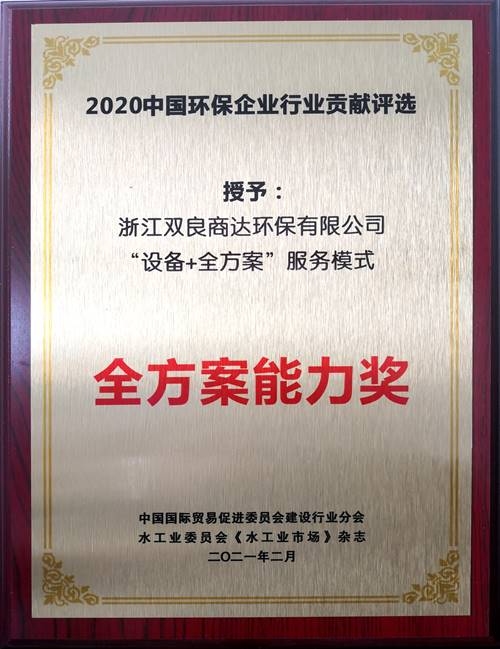 2020中国环保企业行业贡献评选
授予：
浙江双良商达环保有限公司
“设备+全方案”服务模式
全方案能力奖
中国国际贸易促进委员会建设行业分会
水工业委员会《水工业市场》杂志
二〇二一年二月